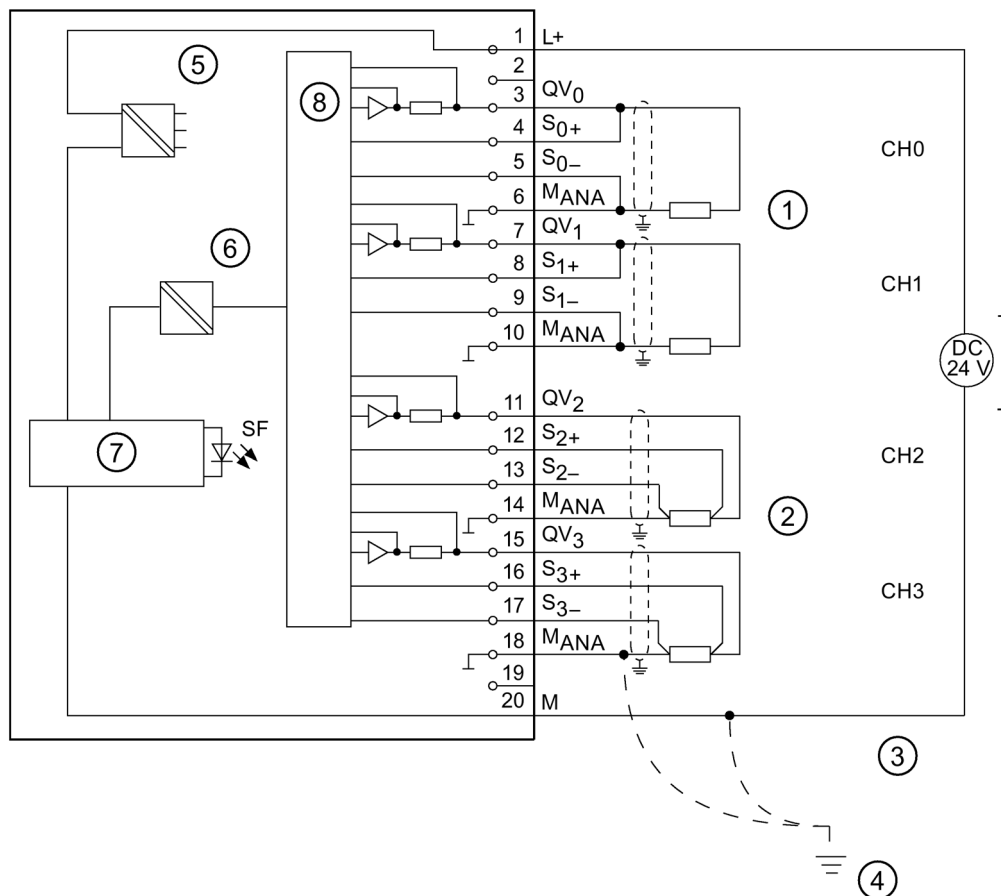 1 L+
2
3 QV0
4 S0+
5 S0–
6 MANA
7 QV1
8 S1+
9 S1–
10 MANA
11 QV2
12 S2+
13 S2–
14 MANA
15 QV3
16 S3+
17 S3–
18 MANA
19
20 M
5
8
6
7
SF
CH0
1
CH1
DC
24 V
CH2
2
CH3
3
4